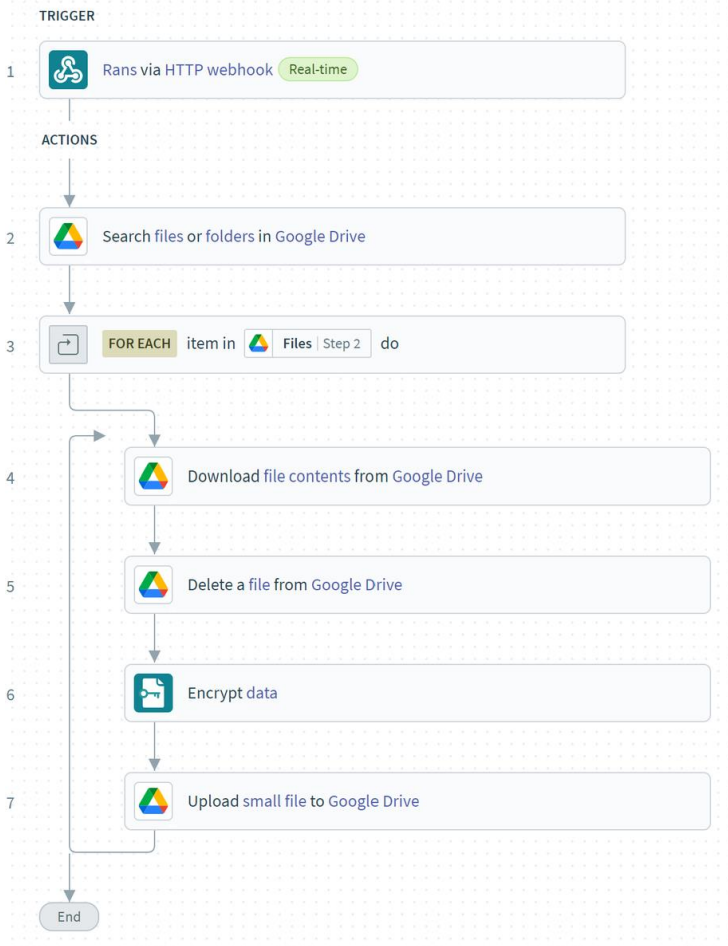 TRIGGER
1 Rans via HTTP webhook Real-time
ACTIONS
2 Search files or folders in Google Drive
3 FOR EACH item in Files Step 2 do
4 Download file contents from Google Drive
5 Delete a file from Google Drive
6 Encrypt data
7 Upload small file to Google Drive
End